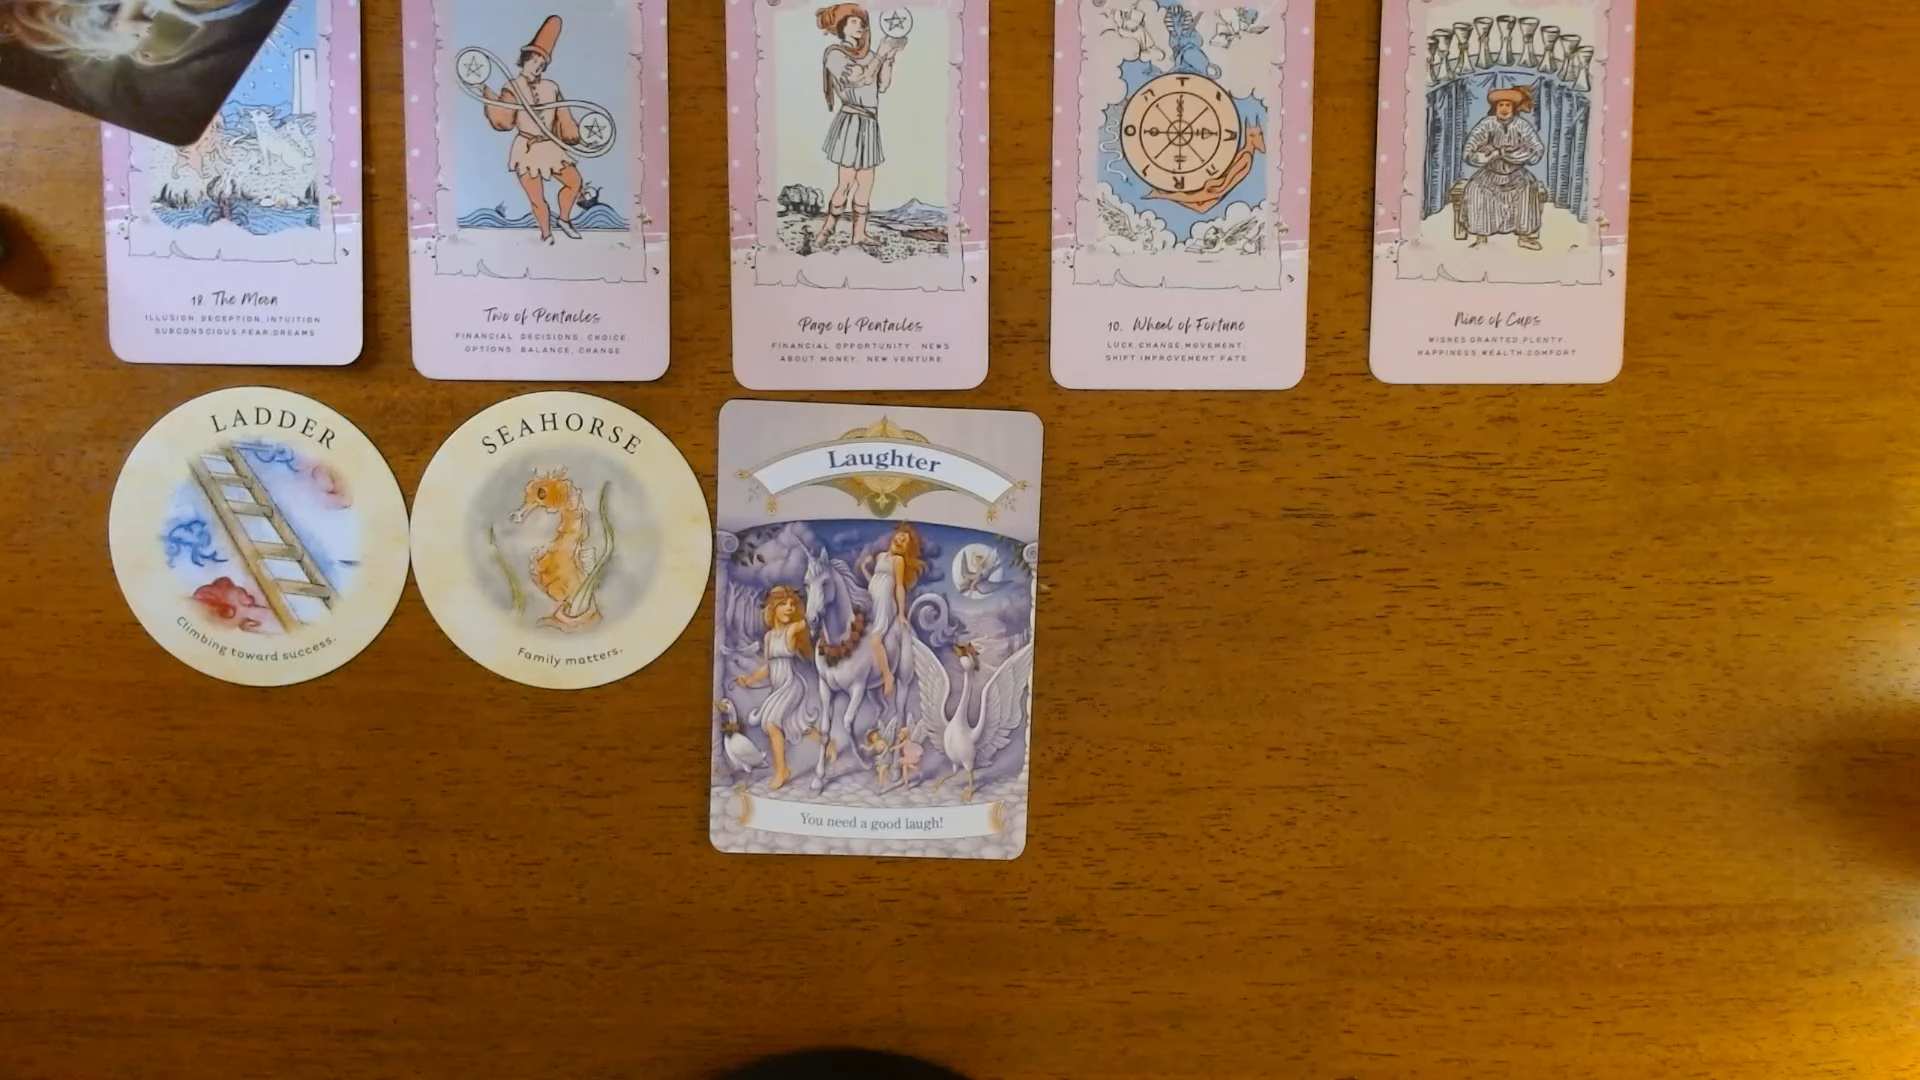 18. The Moon
ILLUSION. DECEPTION. INTUITION
SUBCONSCIOUS. FEAR. DREAMS
Two of Pentacles
FINANCIAL DECISIONS. CHOICE.
OPTIONS. BALANCE. CHANGE
Page of Pentacles
FINANCIAL OPPORTUNITY. NEWS
ABOUT MONEY. NEW VENTURE
10. Wheel of Fortune
LUCK. CHANGE. MOVEMENT.
SHIFT. IMPROVEMENT. FATE
Nine of Cups
WISHES GRANTED. PLENTY.
HAPPINESS. WEALTH. COMFORT
LADDER
Climbing toward success.
SEAHORSE
Family matters.
Laughter
You need a good laugh!